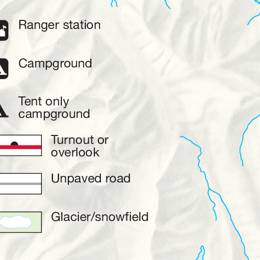 Ranger station
Campground
Tent only
campground
Turnout or
overlook
Unpaved road
Glacier/snowfield